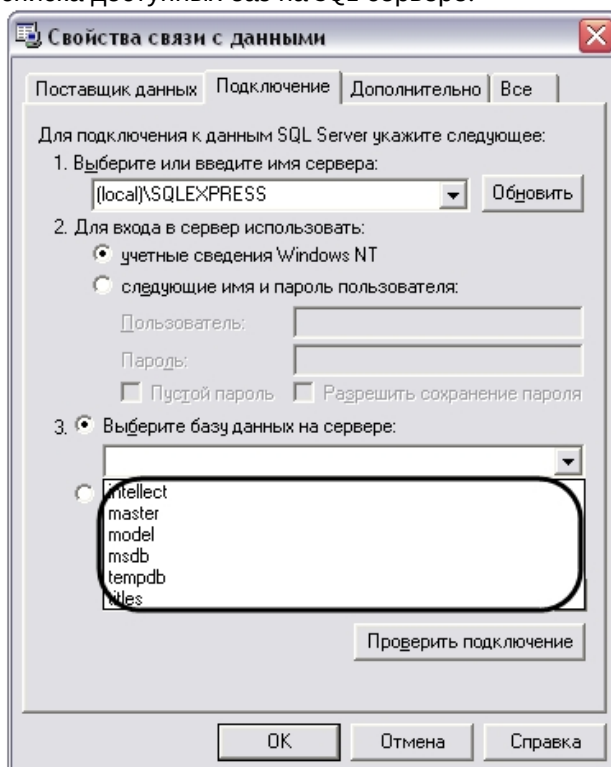 списка доступных баз на SQL-сервере.
Свойства связи с данными
Поставщик данных Подключение Дополнительно Все
Для подключения к данным SQL Server укажите следующее:
1. Выберите или введите имя сервера:
(local)\SQLEXPRESS Обновить
2. Для входа в сервер использовать:
учетные сведения Windows NT
следующие имя и пароль пользователя:
Пользователь:
Пароль:
Пустой пароль Разрешить сохранение пароля
3. Выберите базу данных на сервере:
intellect
master
model
msdb
tempdb
titles
Проверить подключение
OK Отмена Справка